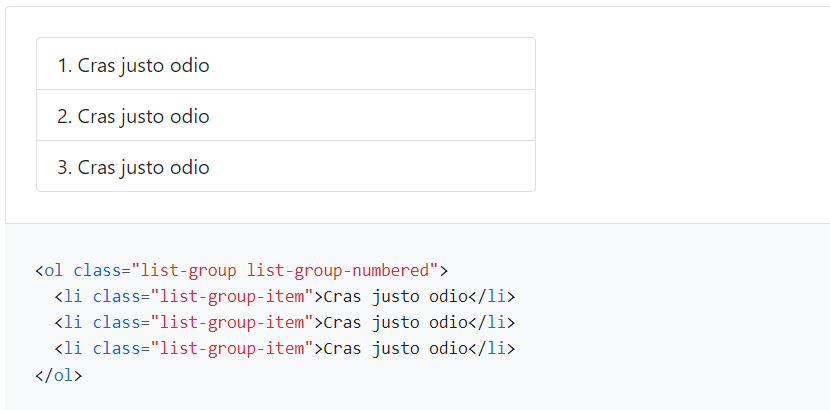 1. Cras justo odio
2. Cras justo odio
3. Cras justo odio
<ol class="list-group list-group-numbered">
  <li class="list-group-item">Cras justo odio</li>
  <li class="list-group-item">Cras justo odio</li>
  <li class="list-group-item">Cras justo odio</li>
</ol>